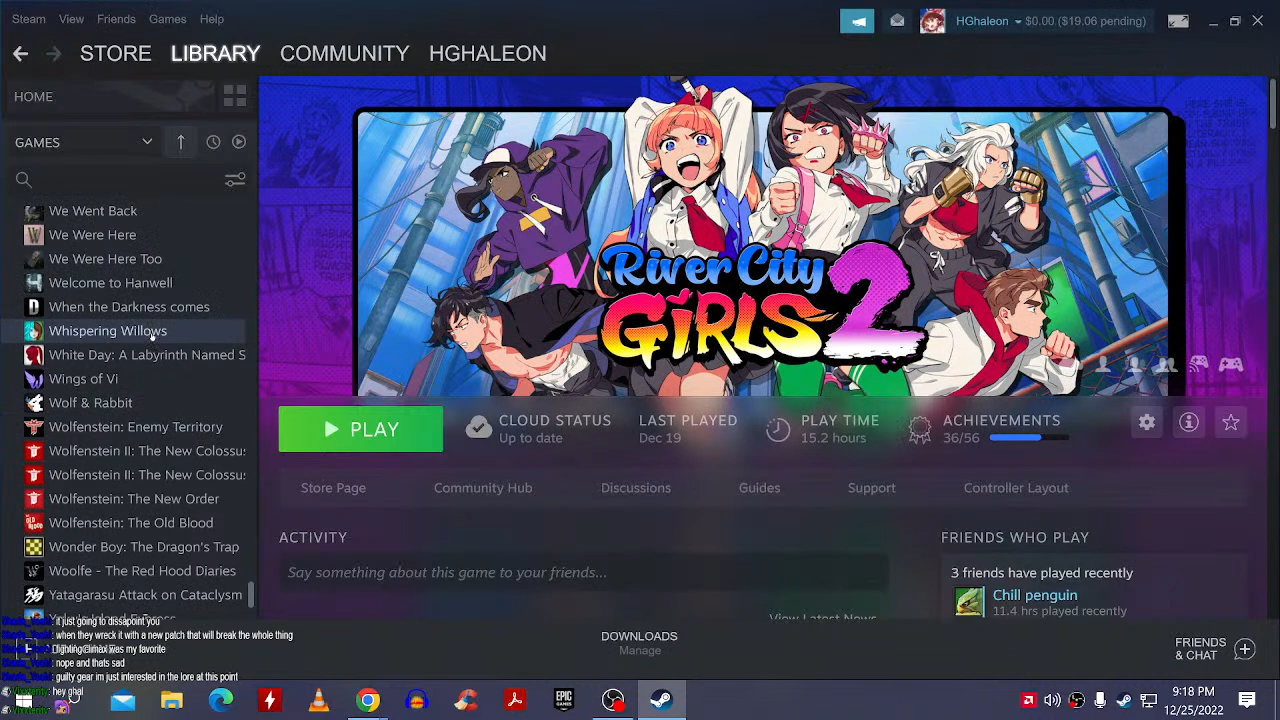 Steam View Friends Games Help
HGhaleon $0.00 ($19.06 pending)
STORE LIBRARY COMMUNITY HGHALEON
HOME
GAMES
We Went Back
We Were Here
We Were Here Too
Welcome to Hanwell
When the Darkness comes
Whispering Willows
White Day: A Labyrinth Named S
Wings of Vi
Wolf & Rabbit
Wolfenstein: Enemy Territory
Wolfenstein II: The New Colossu:
Wolfenstein II: The New Colossu:
Wolfenstein: The New Order
Wolfenstein: The Old Blood
Wonder Boy: The Dragon's Trap
Woolfe - The Red Hood Diaries
Yatagarasu Attack on Cataclysm
River City
GiRLS 2
PLAY
CLOUD STATUS
Up to date
LAST PLAYED
Dec 19
PLAY TIME
15.2 hours
ACHIEVEMENTS
36/56
Store Page Community Hub Discussions Guides Support Controller Layout
ACTIVITY
Say something about this game to your friends...
View Latest News
FRIENDS WHO PLAY
3 friends have played recently
Chill penguin
11.4 hrs played recently
it just going to crash on you
when they woek with a new patch that will break the whole thing
was my favorite
nope and thats sad
guilty gear im just interested in the lore at this point
DOWNLOADS
Manage
FRIENDS
& CHAT
EPIC
GAMES
9:18 PM
12/25/2022